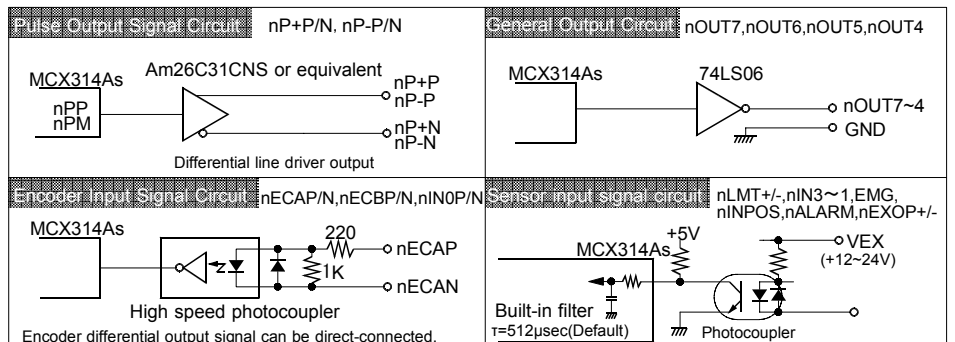 Pulse Output Signal Circuit nP+P/N, nP-P/N
MCX314As
Am26C31CNS or equivalent
nPP
nPM
nP+P
nP-P
nP+N
nP-N
Differential line driver output
General Output Circuit nOUT7,nOUT6,nOUT5,nOUT4
MCX314As
74LS06
nOUT7~4
GND
Encoder Input Signal Circuit nECAP/N,nECBP/N,nIN0P/N
MCX314As
220
1K
nECAP
nECAN
High speed photocoupler
Encoder differential output signal can be direct-connected.
Sensor input signal circuit nLMT+/-,nIN3~1,EMG,
nINPOS,nALARM,nEXOP+/-
+5V
MCX314As
VEX
(+12~24V)
Built-in filter
τ=512μsec(Default)
Photocoupler